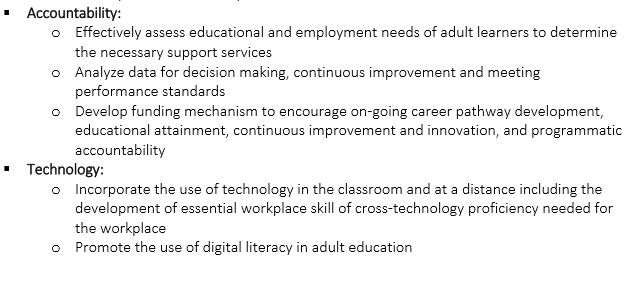 ▪ Accountability:
o Effectively assess educational and employment needs of adult learners to determine
the necessary support services
o Analyze data for decision making, continuous improvement and meeting
performance standards
o Develop funding mechanism to encourage on-going career pathway development,
educational attainment, continuous improvement and innovation, and programmatic
accountability
▪ Technology:
o Incorporate the use of technology in the classroom and at a distance including the
development of essential workplace skill of cross-technology proficiency needed for
the workplace
o Promote the use of digital literacy in adult education